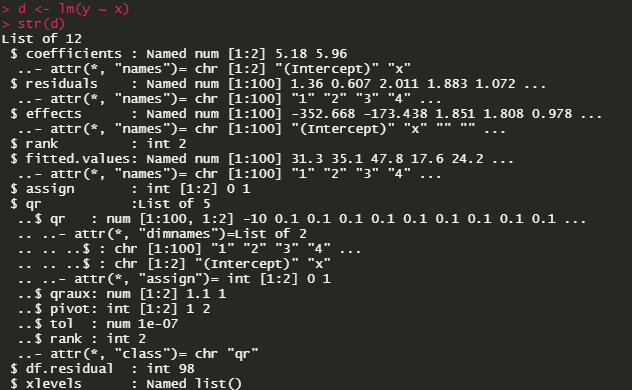 > d <- lm(y ~ x)
> str(d)
List of 12
 $ coefficients : Named num [1:2] 5.18 5.96
  ..- attr(*, "names")= chr [1:2] "(Intercept)" "x"
 $ residuals    : Named num [1:100] 1.36 0.607 2.011 1.883 1.072 ...
  ..- attr(*, "names")= chr [1:100] "1" "2" "3" "4" ...
 $ effects      : Named num [1:100] -352.668 -173.438 1.851 1.808 0.978 ...
  ..- attr(*, "names")= chr [1:100] "(Intercept)" "x" "" "" ...
 $ rank         : int 2
 $ fitted.values: Named num [1:100] 31.3 35.1 47.8 17.6 24.2 ...
  ..- attr(*, "names")= chr [1:100] "1" "2" "3" "4" ...
 $ assign       : int [1:2] 0 1
 $ qr           :List of 5
  ..$ qr   : num [1:100, 1:2] -10 0.1 0.1 0.1 0.1 0.1 0.1 0.1 0.1 0.1 ...
  .. ..- attr(*, "dimnames")=List of 2
  .. .. ..$ : chr [1:100] "1" "2" "3" "4" ...
  .. .. ..$ : chr [1:2] "(Intercept)" "x"
  .. ..- attr(*, "assign")= int [1:2] 0 1
  ..$ qraux: num [1:2] 1.1 1
  ..$ pivot: int [1:2] 1 2
  ..$ tol  : num 1e-07
  ..$ rank : int 2
  ..- attr(*, "class")= chr "qr"
 $ df.residual  : int 98
 $ xlevels      : Named list()